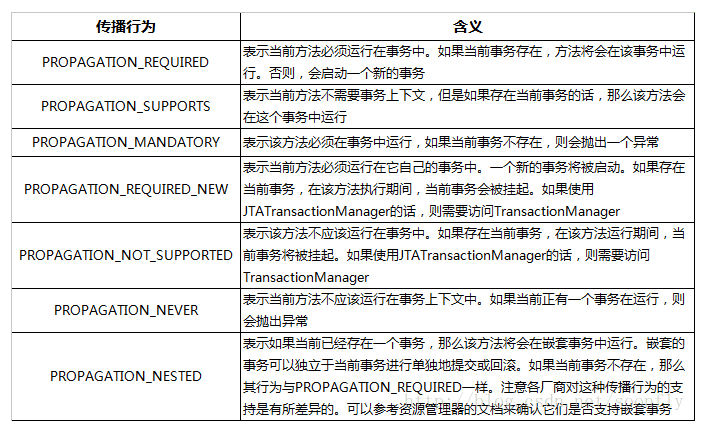 传播行为 含义
PROPAGATION_REQUIRED
表示当前方法必须运行在事务中。如果当前事务存在，方法将会在该事务中运
行。否则，会启动一个新的事务
PROPAGATION_SUPPORTS
表示当前方法不需要事务上下文，但是如果存在当前事务的话，那么该方法会
在这个事务中运行
PROPAGATION_MANDATORY
表示该方法必须在事务中运行，如果当前事务不存在，则会抛出一个异常
PROPAGATION_REQUIRED_NEW
表示当前方法必须运行在它自己的事务中。一个新的事务将被启动。如果存在
当前事务，在该方法执行期间，当前事务会被挂起。如果使用
JTATransactionManager的话，则需要访问TransactionManager
PROPAGATION_NOT_SUPPORTED
表示该方法不应该运行在事务中。如果存在当前事务，在该方法运行期间，当
前事务将被挂起。如果使用JTATransactionManager的话，则需要访问
TransactionManager
PROPAGATION_NEVER
表示当前方法不应该运行在事务上下文中。如果当前正有一个事务在运行，则
会抛出异常
PROPAGATION_NESTED
表示如果当前已经存在一个事务，那么该方法将会在嵌套事务中运行。嵌套的
事务可以独立于当前事务进行单独地提交或回滚。如果当前事务不存在，那么
其行为与PROPAGATION_REQUIRED一样。注意各厂商对这种传播行为的支
持是有所差异的。可以参考资源管理器的文档来确认它们是否支持嵌套事务
http://blog.csdn.net/soonfly